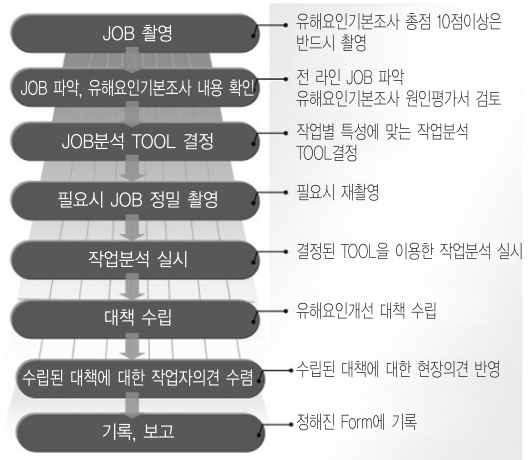 JOB 촬영
유해요인기본조사 총점 10점이상은
반드시 촬영
JOB 파악, 유해요인기본조사 내용 확인
전 라인 JOB 파악
유해요인기본조사 원인평가서 검토
JOB분석 TOOL 결정
작업별 특성에 맞는 작업분석
TOOL결정
필요시 JOB 정밀 촬영
필요시 재촬영
작업분석 실시
결정된 TOOL을 이용한 작업분석 실시
대책 수립
유해요인개선 대책 수립
수립된 대책에 대한 작업자의견 수렴
수립된 대책에 대한 현장의견 반영
기록, 보고
정해진 Form에 기록